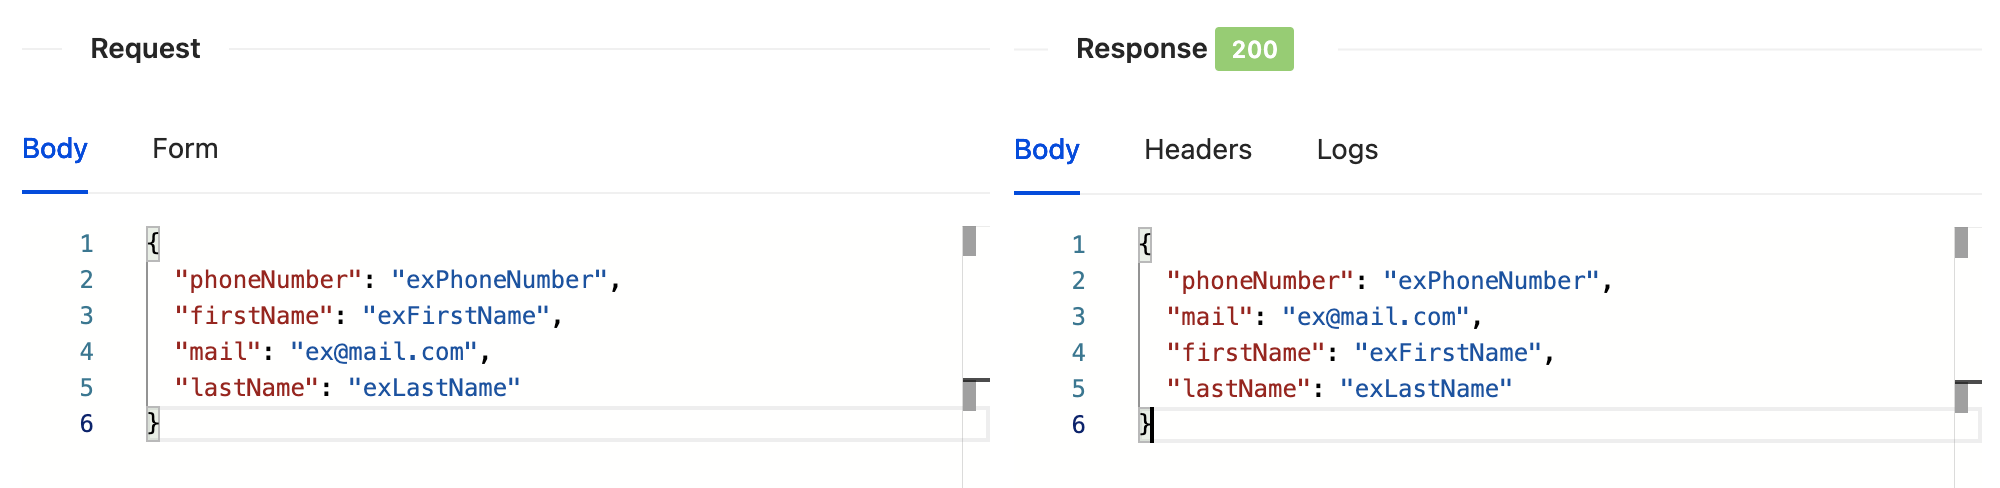 Request
Body Form
1 {
2 "phoneNumber": "exPhoneNumber",
3 "firstName": "exFirstName",
4 "mail": "ex@mail.com",
5 "lastName": "exLastName"
6 }
Response 200
Body Headers Logs
1 {
2 "phoneNumber": "exPhoneNumber",
3 "mail": "ex@mail.com",
4 "firstName": "exFirstName",
5 "lastName": "exLastName"
6 }